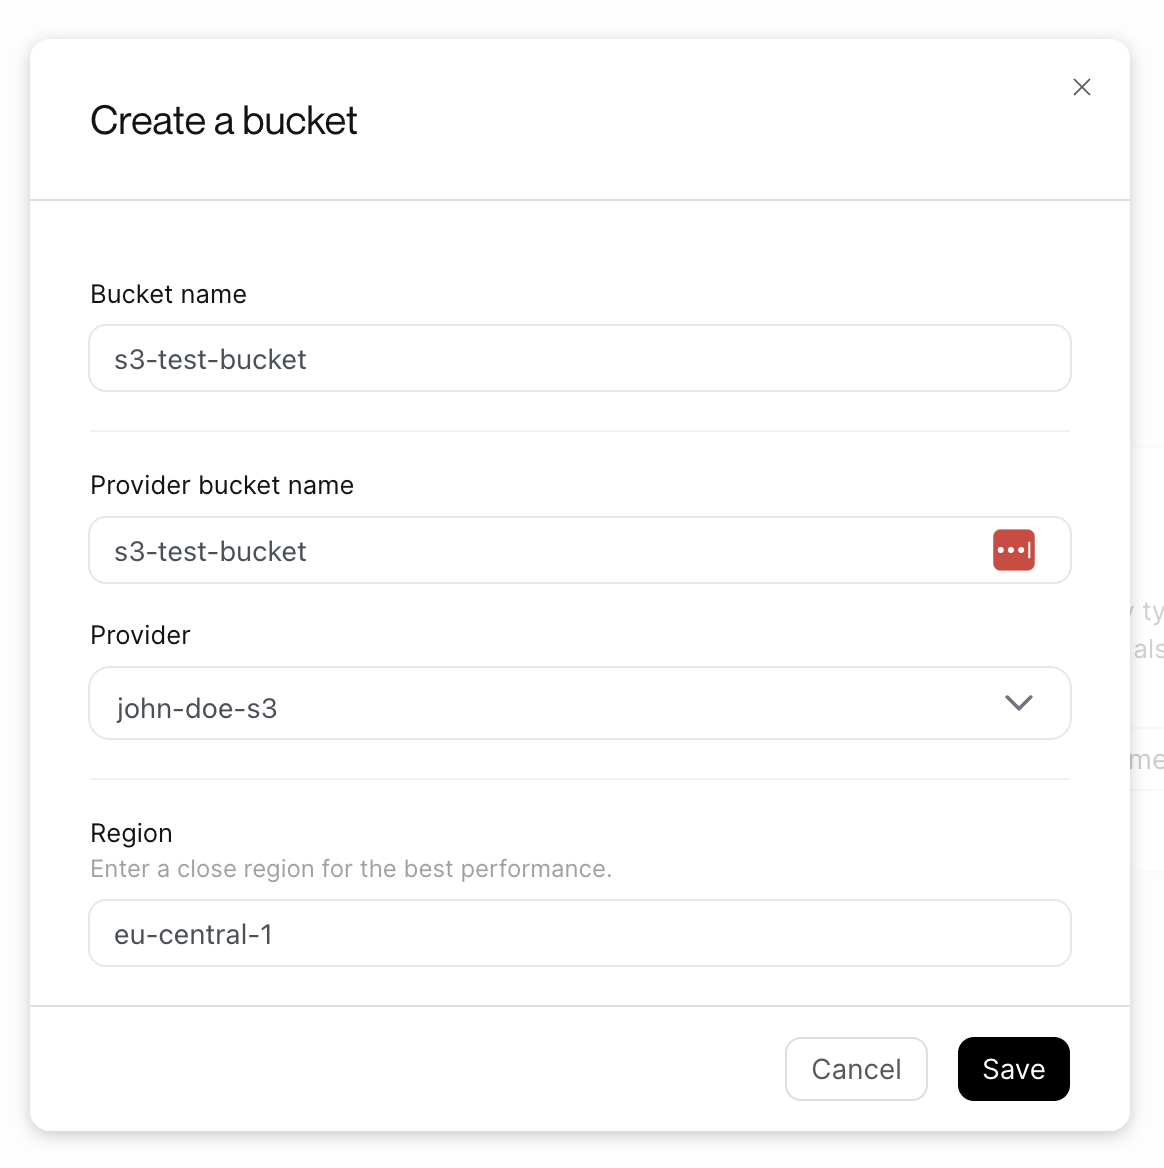 Create a bucket
Bucket name
s3-test-bucket
Provider bucket name
s3-test-bucket
Provider
john-doe-s3
Region
Enter a close region for the best performance.
eu-central-1
Cancel
Save